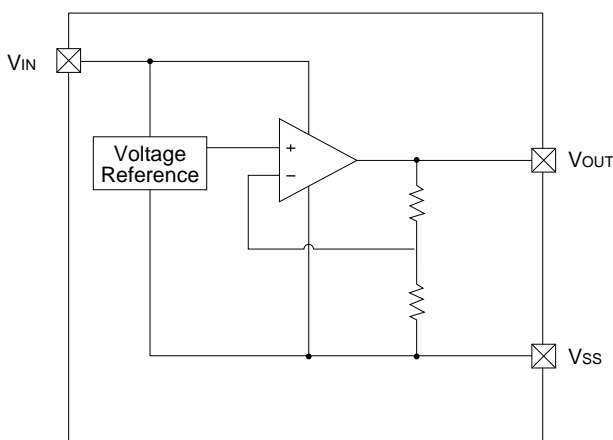 VIN
Voltage
Reference
+
−
VOUT
VSS